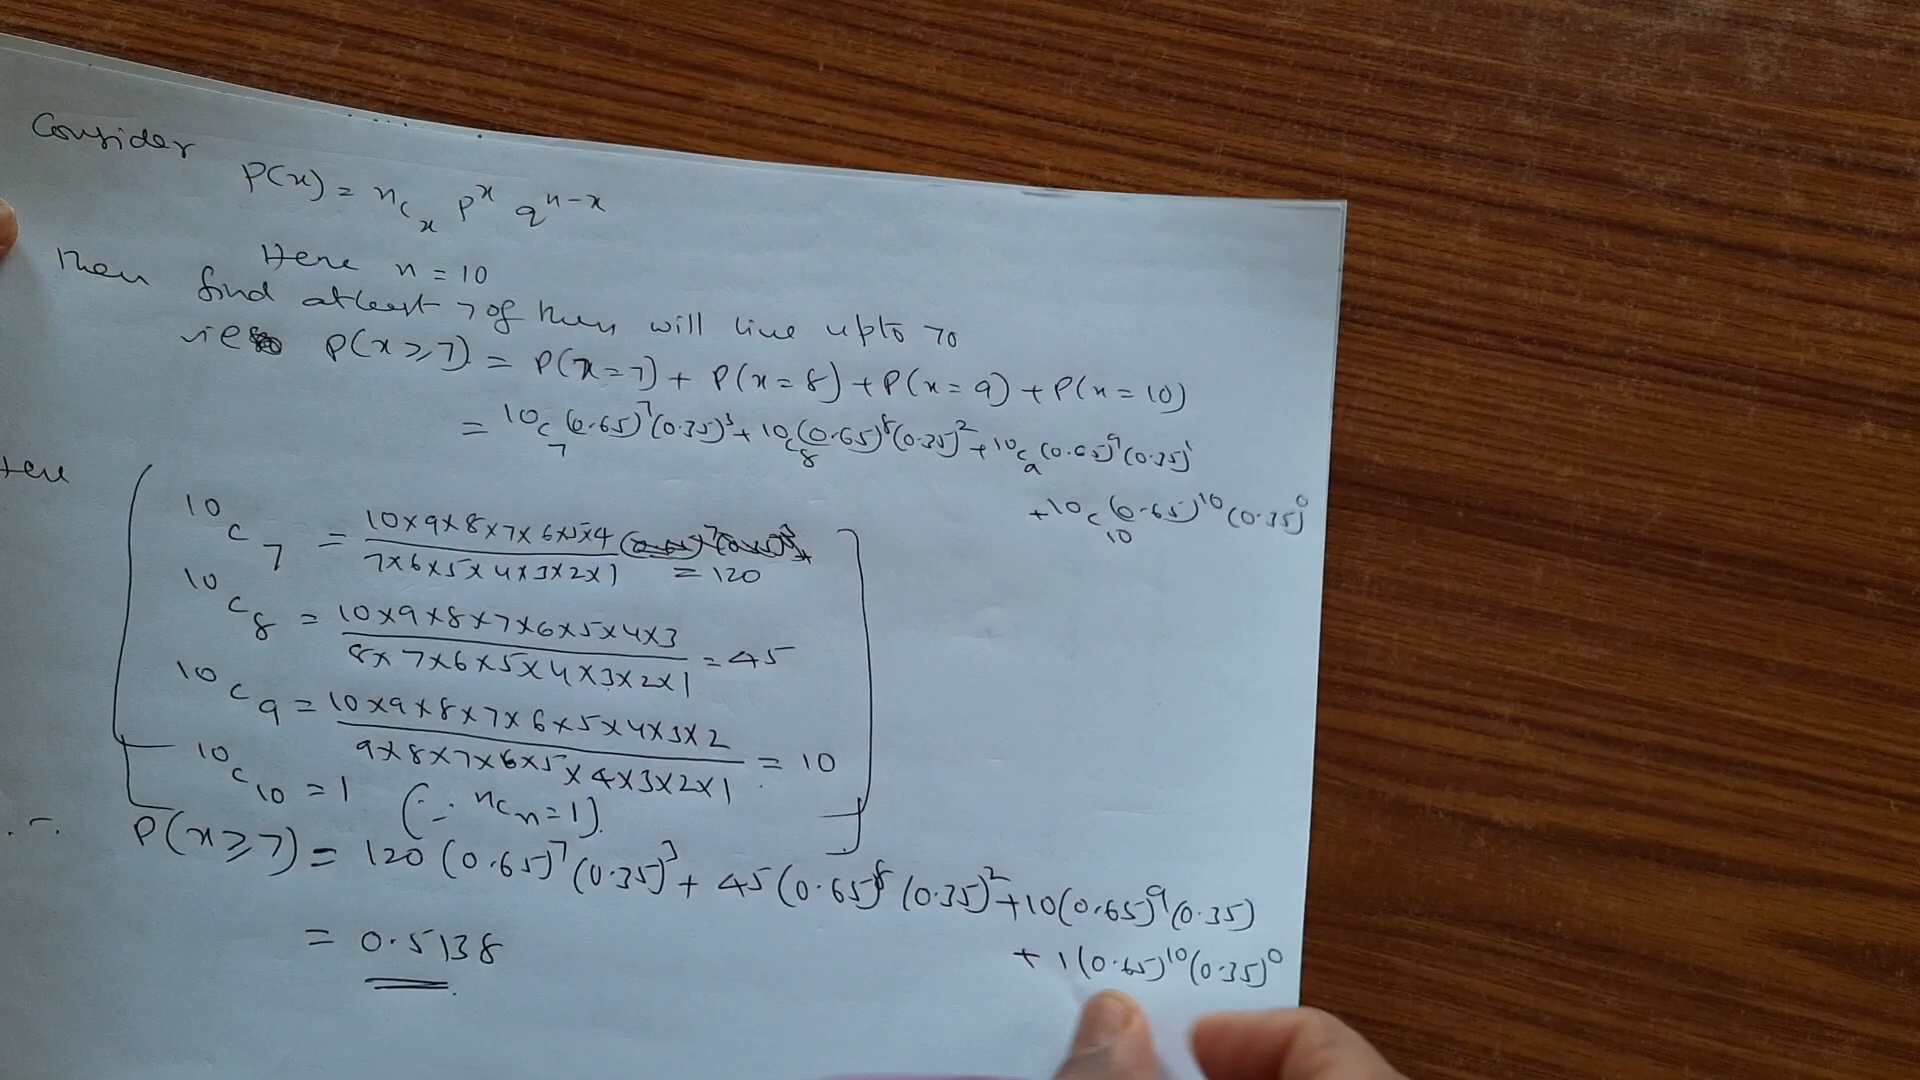 Consider
P(x) = nCx p^x q^n-x
Here n = 10
Then find atleast 7 of them will live upto 70
ie P(x ≥ 7) = P(x = 7) + P(x = 8) + P(x = 9) + P(x = 10)
= 10C7 (0.65)^7 (0.35)^3 + 10C8 (0.65)^8 (0.35)^2 + 10C9 (0.65)^9 (0.35)^1
+ 10C10 (0.65)^10 (0.35)^0
Here
10C7 = 10×9×8×7×6×5×4 / 7×6×5×4×3×2×1 = 120
10C8 = 10×9×8×7×6×5×4×3 / 8×7×6×5×4×3×2×1 = 45
10C9 = 10×9×8×7×6×5×4×3×2 / 9×8×7×6×5×4×3×2×1 = 10
10C10 = 1 (∵ nCn = 1).
∴ P(x ≥ 7) = 120 (0.65)^7 (0.35)^3 + 45 (0.65)^8 (0.35)^2 + 10 (0.65)^9 (0.35)
+ 1 (0.65)^10 (0.35)^0
= 0.5138